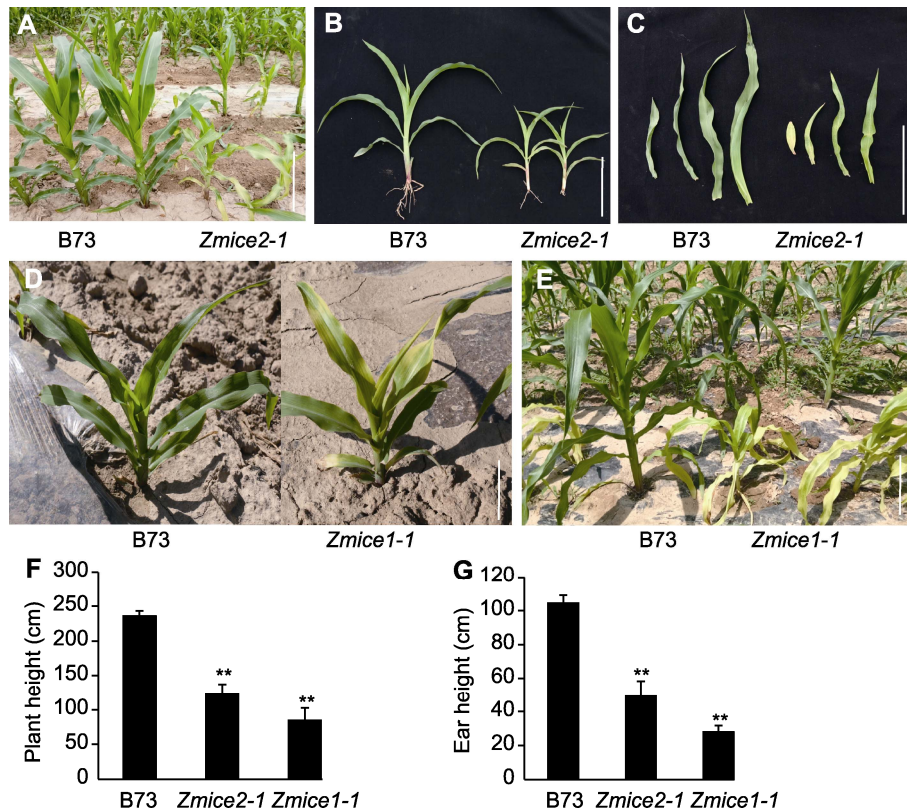 A
B
C
B73 Zmice2-1
B73 Zmice2-1
B73 Zmice2-1
D
E
B73 Zmice1-1
B73 Zmice1-1
F
Plant height (cm)
300
250
200
150
100
50
0
**
**
B73 Zmice2-1 Zmice1-1
G
Ear height (cm)
120
100
80
60
40
20
0
**
**
B73 Zmice2-1 Zmice1-1